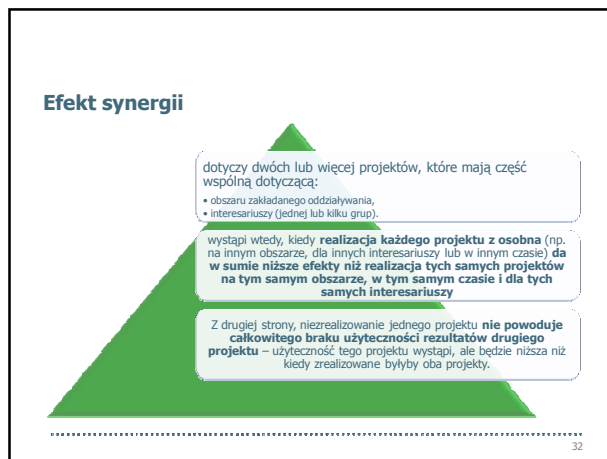 Efekt synergii
dotyczy dwóch lub więcej projektów, które mają część
wspólną dotyczącą:
• obszaru zakładanego oddziaływania,
• interesariuszy (jednej lub kilku grup).
wystąpi wtedy, kiedy realizacja każdego projektu z osobna (np.
na innym obszarze, dla innych interesariuszy lub w innym czasie) da
w sumie niższe efekty niż realizacja tych samych projektów
na tym samym obszarze, w tym samym czasie i dla tych
samych interesariuszy
Z drugiej strony, niezrealizowanie jednego projektu nie powoduje
całkowitego braku użyteczności rezultatów drugiego
projektu – użyteczność tego projektu wystąpi, ale będzie niższa niż
kiedy zrealizowane byłyby oba projekty.
32